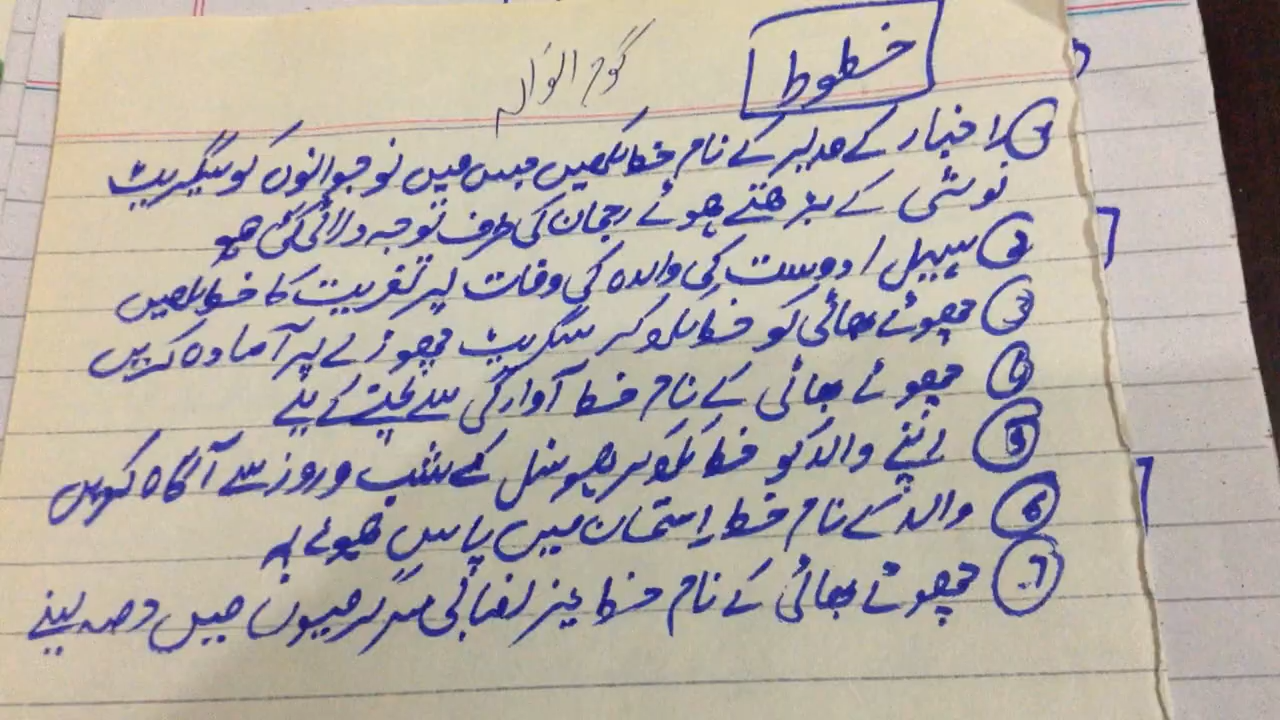 خطوط
① اخبار کے مدیر کے نام خط لکھیں جس میں نوجوانوں کو سیگریٹ
نوشی کے بڑھتے ہوئے رجحان کی طرف توجہ دلائی گئی ہو
② سہیلی / دوست کی والدہ کی وفات پر تعزیت کا خط لکھیں
③ چھوٹے بھائی کو خط لکھ کر سگریٹ چھوڑنے پر آمادہ کریں
④ چھوٹے بھائی کے نام خط آوارگی سے بچنے کے لیے
⑤ اپنے والد کو خط لکھ کر ہوسٹل کے شب و روز سے آگاہ کریں
⑥ والد کے نام خط امتحان میں پاس ہونے پہ
⑦ چھوٹے بھائی کے نام خط غیر نصابی سرگرمیوں میں حصہ لینے